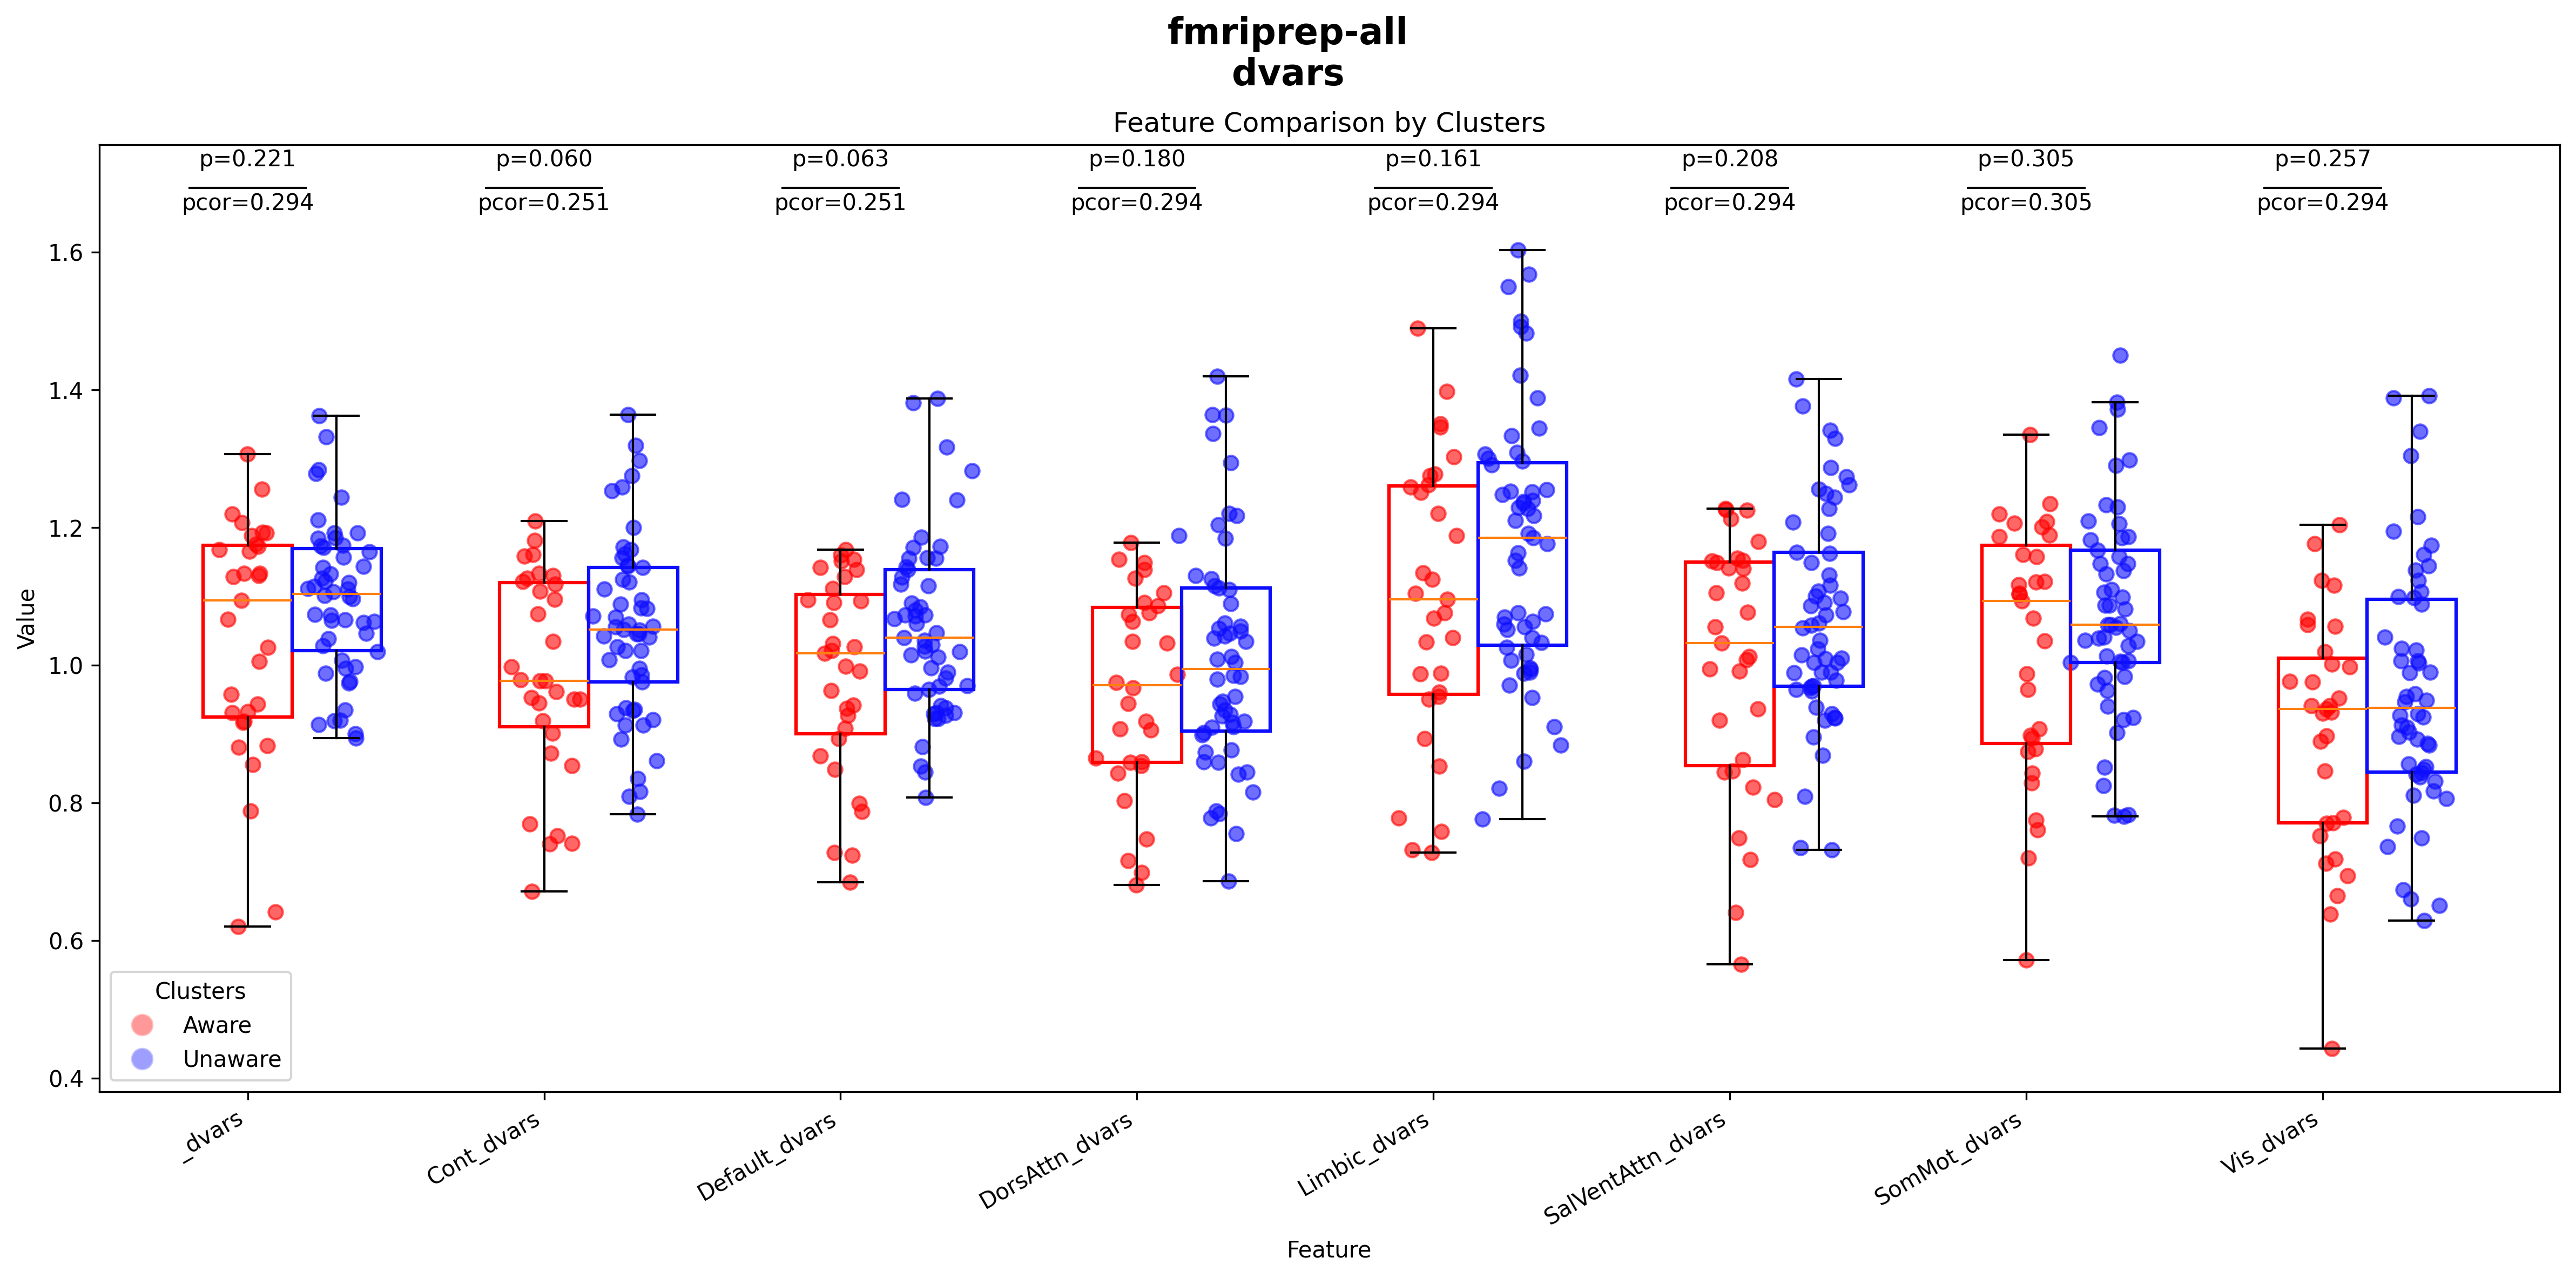 fmriprep-all
dvars
Feature Comparison by Clusters
p=0.221 p=0.060 p=0.063 p=0.180 p=0.161 p=0.208 p=0.305 p=0.257
pcor=0.294 pcor=0.251 pcor=0.251 pcor=0.294 pcor=0.294 pcor=0.294 pcor=0.305 pcor=0.294
1.6
1.4
1.2
Value
1.0
0.8
0.6
0.4
Clusters
Aware
Unaware
_dvars Cont_dvars Default_dvars DorsAttn_dvars Limbic_dvars SalVentAttn_dvars SomMot_dvars Vis_dvars
Feature